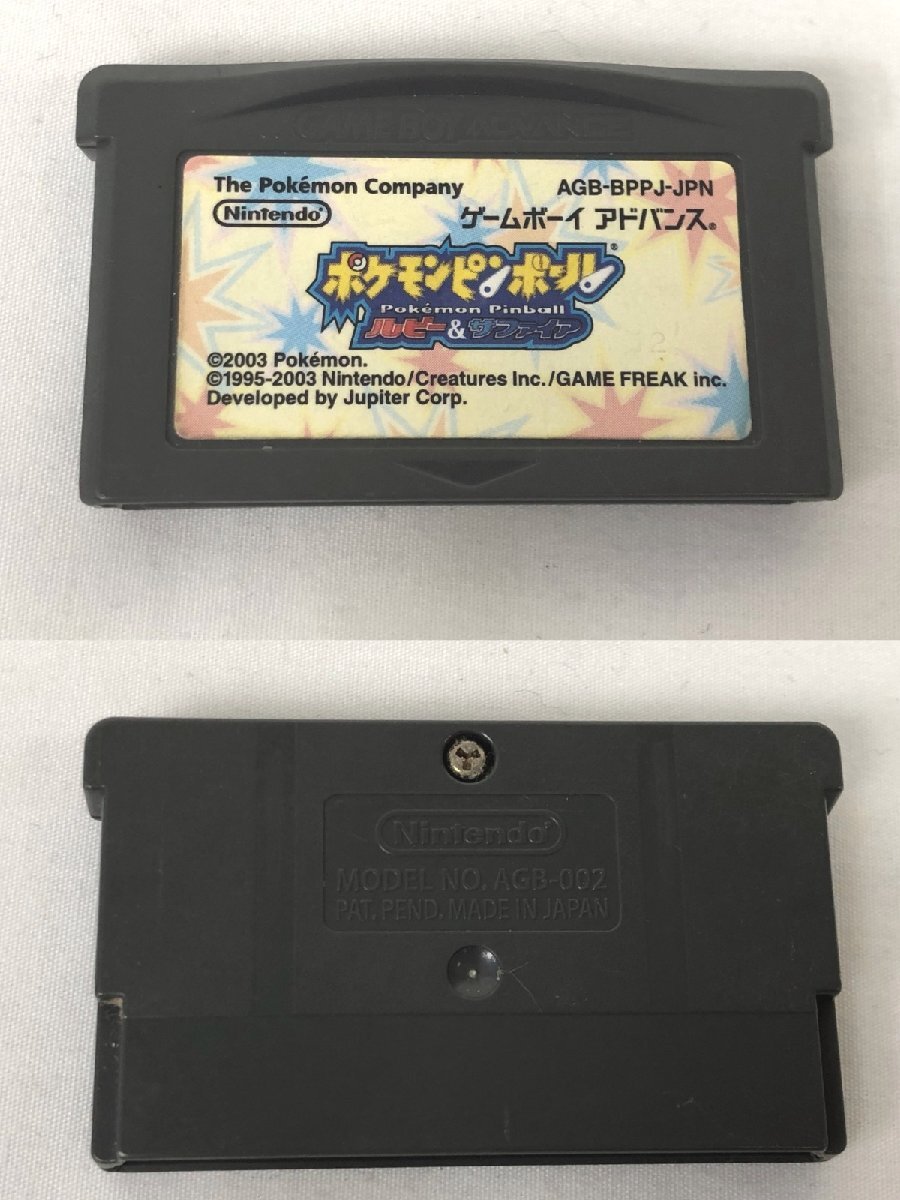 GAME BOY ADVANCE
The Pokémon Company
AGB-BPPJ-JPN
Nintendo®
ゲームボーイ アドバンス®
ポケモンピンボール®
Pokémon Pinball
ルビー&サファイア
©2003 Pokémon.
©1995-2003 Nintendo/Creatures Inc./GAME FREAK inc.
Developed by Jupiter Corp.
Nintendo®
MODEL NO. AGB-002
PAT. PEND. MADE IN JAPAN